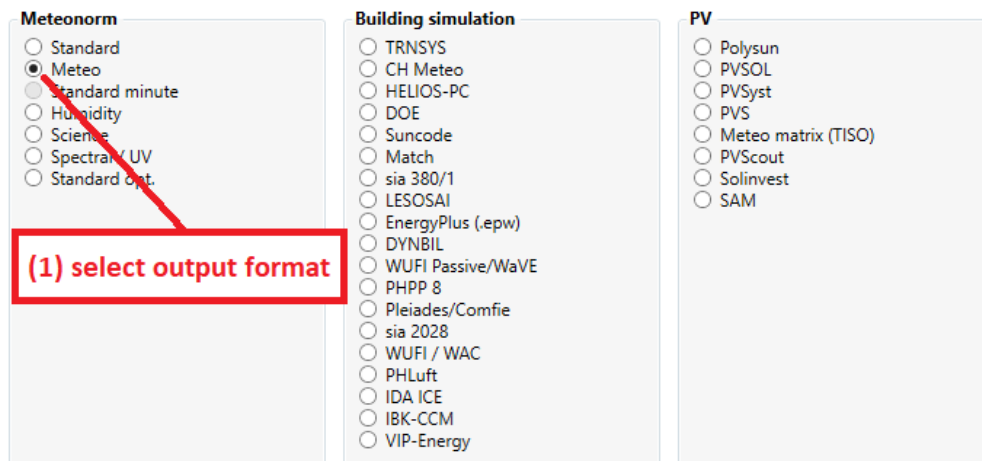 Meteonorm
Standard
Meteo
Standard minute
Humidity
Science
Spectral / UV
Standard opt.
(1) select output format
Building simulation
TRNSYS
CH Meteo
HELIOS-PC
DOE
Suncode
Match
sia 380/1
LESOSAI
EnergyPlus (.epw)
DYNBIL
WUFI Passive/WaVE
PHPP 8
Pleiades/Comfie
sia 2028
WUFI / WAC
PHLuft
IDA ICE
IBK-CCM
VIP-Energy
PV
Polysun
PVSOL
PVSyst
PVS
Meteo matrix (TISO)
PVScout
Solinvest
SAM